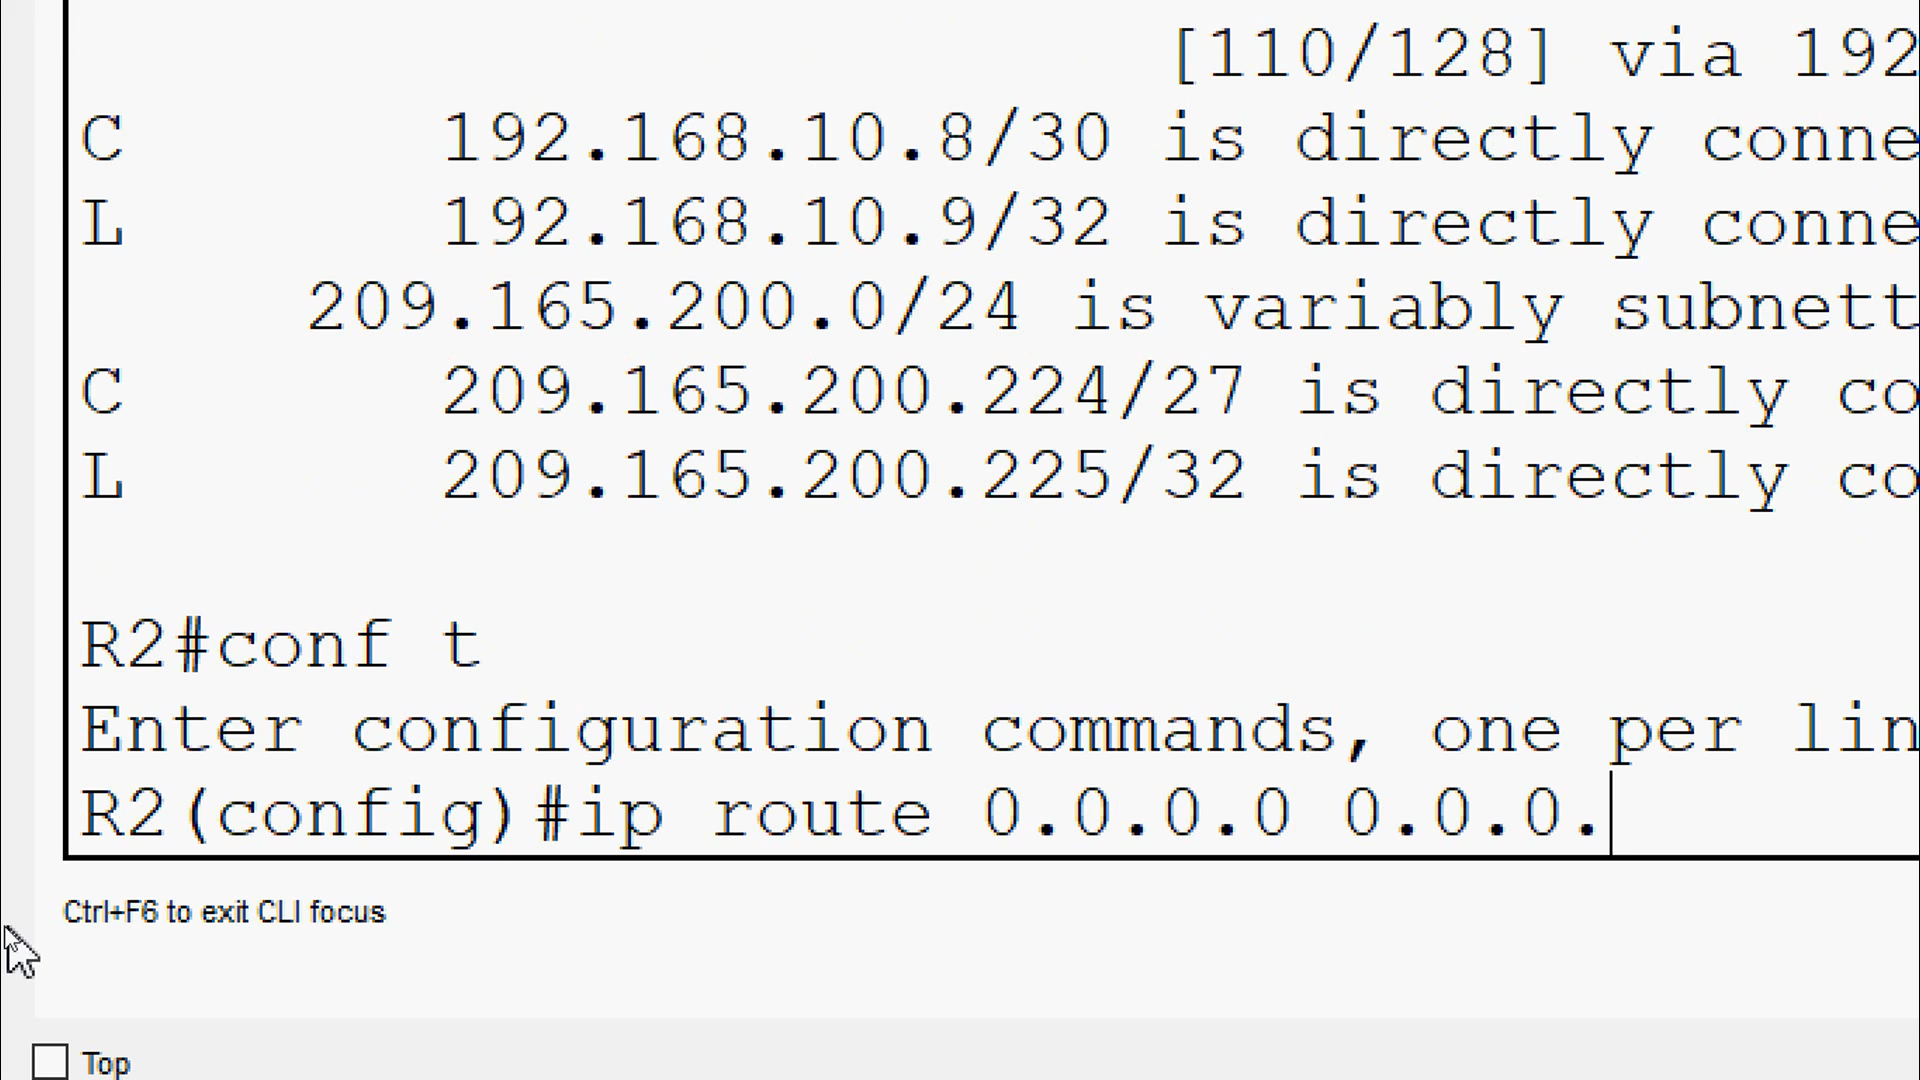 [110/128] via 192
C 192.168.10.8/30 is directly conne
L 192.168.10.9/32 is directly conne
209.165.200.0/24 is variably subnett
C 209.165.200.224/27 is directly co
L 209.165.200.225/32 is directly co
R2#conf t
Enter configuration commands, one per lin
R2(config)#ip route 0.0.0.0 0.0.0.
Ctrl+F6 to exit CLI focus
Top